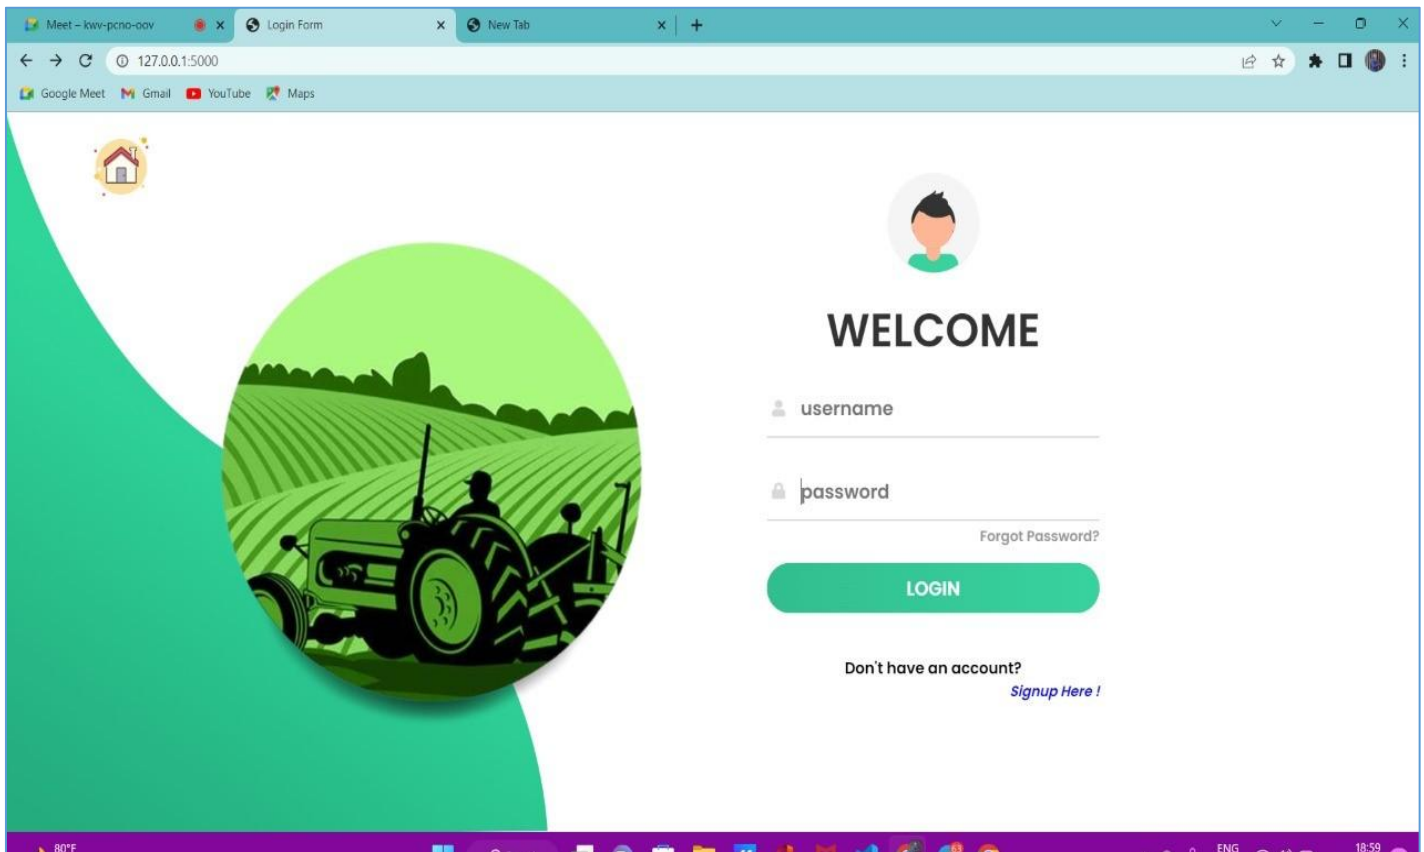 Meet – kwv-pcno-oov Login Form New Tab
127.0.0.1:5000
Google Meet Gmail YouTube Maps
WELCOME
username
password
Forgot Password?
LOGIN
Don't have an account?
Signup Here !
80°F ENG 18:59